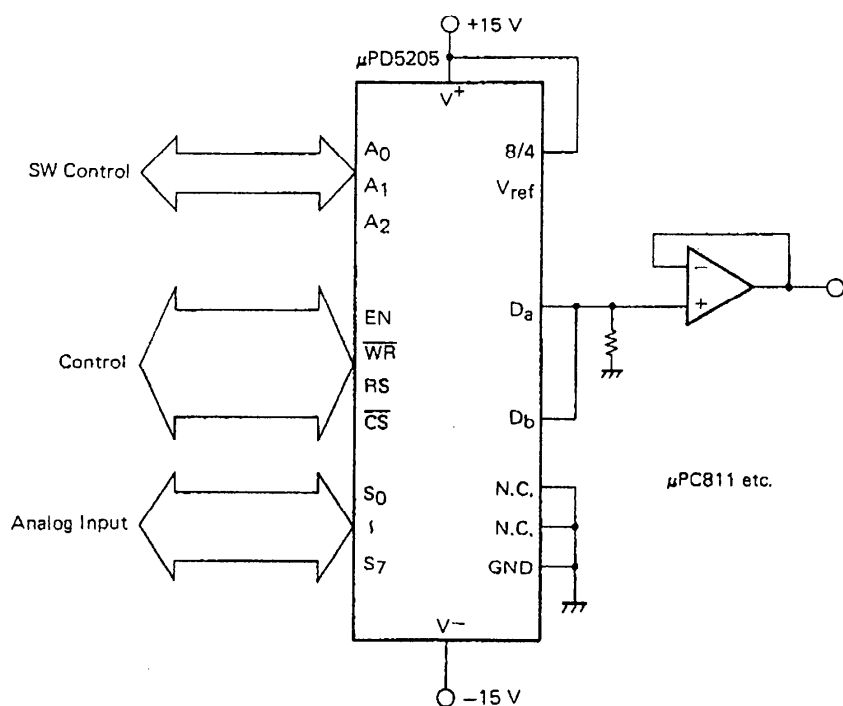 +15 V
μPD5205
V+
SW Control
A0
A1
A2
8/4
Vref
Control
EN
WR
RS
CS
Da
Db
−
+
Analog Input
S0
~
S7
N.C.
N.C.
GND
μPC811 etc.
V−
−15 V